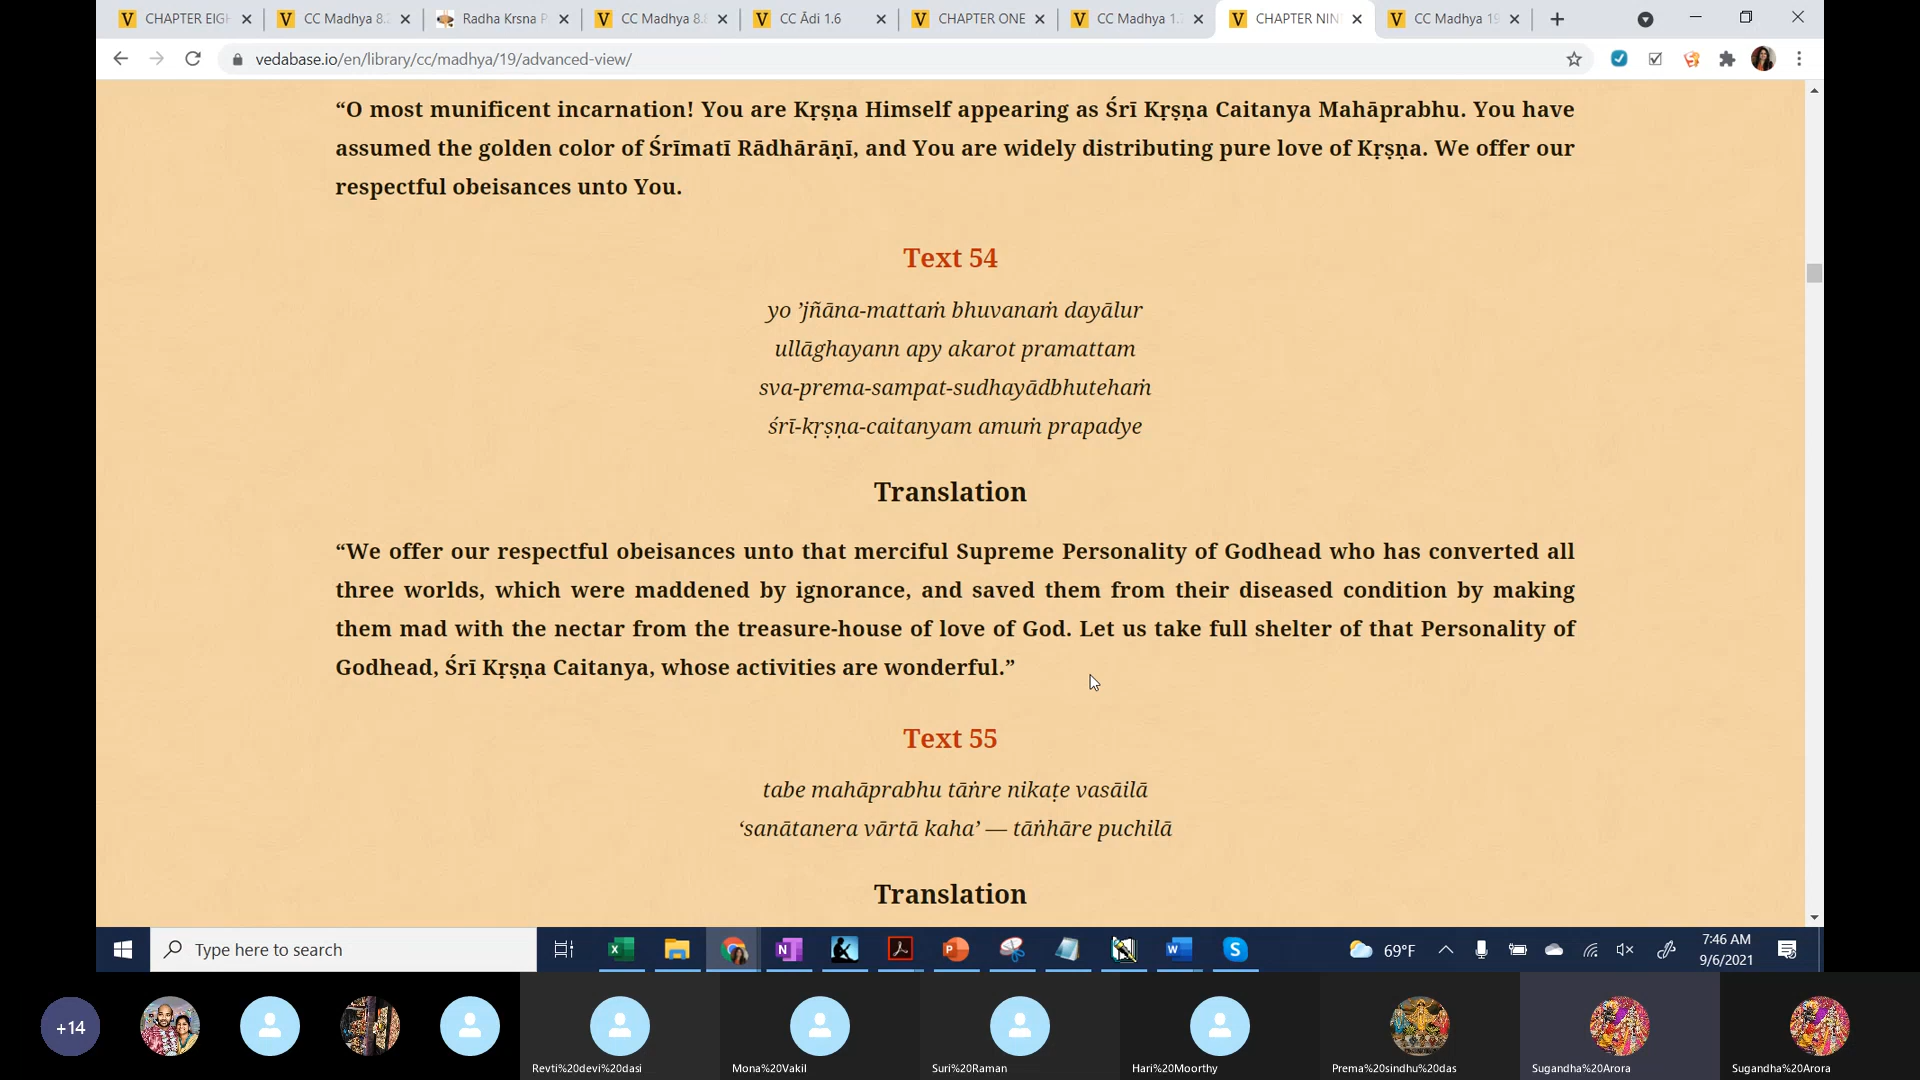 CHAPTER EIGH
CC Madhya 8.
Radha Krsna P
CC Madhya 8.
CC Ādi 1.6
CHAPTER ONE
CC Madhya 1.
CHAPTER NIN
CC Madhya 19
vedabase.io/en/library/cc/madhya/19/advanced-view/
“O most munificent incarnation! You are Kṛṣṇa Himself appearing as Śrī Kṛṣṇa Caitanya Mahāprabhu. You have
assumed the golden color of Śrīmatī Rādhārāṇī, and You are widely distributing pure love of Kṛṣṇa. We offer our
respectful obeisances unto You.
Text 54
yo ’jñāna-mattaṁ bhuvanaṁ dayālur
ullāghayann apy akarot pramattam
sva-prema-sampat-sudhayādbhutehaṁ
śrī-kṛṣṇa-caitanyam amuṁ prapadye
Translation
“We offer our respectful obeisances unto that merciful Supreme Personality of Godhead who has converted all
three worlds, which were maddened by ignorance, and saved them from their diseased condition by making
them mad with the nectar from the treasure-house of love of God. Let us take full shelter of that Personality of
Godhead, Śrī Kṛṣṇa Caitanya, whose activities are wonderful.”
Text 55
tabe mahāprabhu tāṅre nikaṭe vasāilā
‘sanātanera vārtā kaha’ — tāṅhāre puchilā
Translation
Type here to search
69°F
7:46 AM
9/6/2021
+14
Revti%20devi%20dasi
Mona%20Vakil
Suri%20Raman
Hari%20Moorthy
Prema%20sindhu%20das
Sugandha%20Arora
Sugandha%20Arora